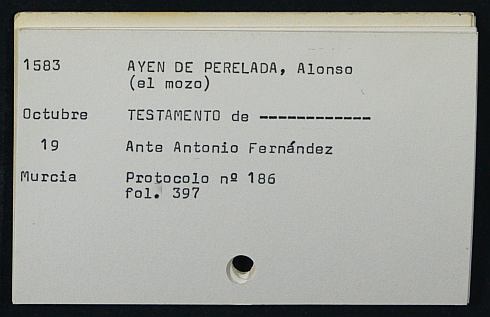 1583 AYEN DE PERELADA, Alonso
(el mozo)
Octubre TESTAMENTO de ------------
19 Ante Antonio Fernández
Murcia Protocolo nº 186
fol. 397